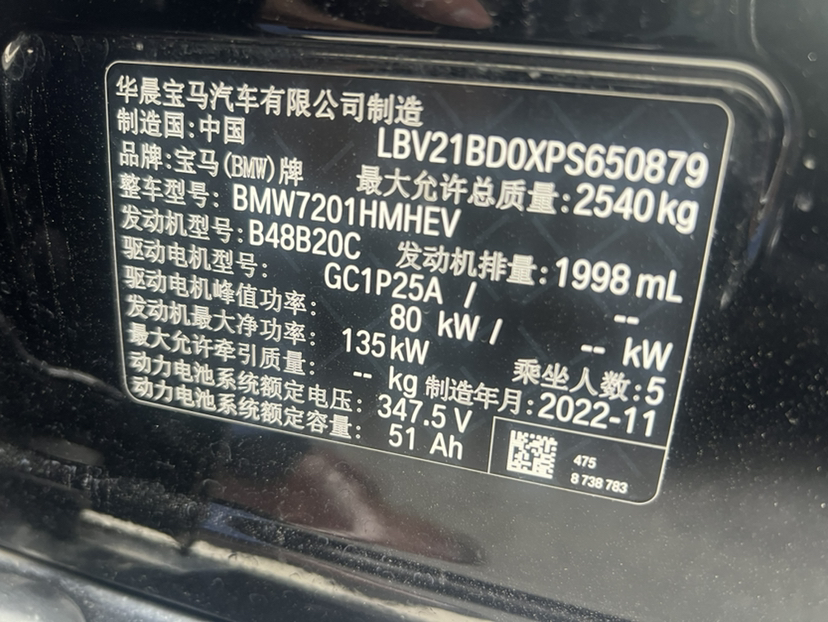 华晨宝马汽车有限公司制造
制造国:中国 LBV21BD0XPS650879
品牌:宝马(BMW)牌 最大允许总质量:2540kg
整车型号: BMW7201HMHEV
发动机型号:B48B20C 发动机排量:1998 mL
驱动电机型号: GC1P25A / --
驱动电机峰值功率: 80 kW / -- kW
发动机最大净功率: 135kW 乘坐人数:5
最大允许牵引质量: -- kg 制造年月:2022-11
动力电池系统额定电压: 347.5 V
动力电池系统额定容量: 51 Ah
475
8 738 783